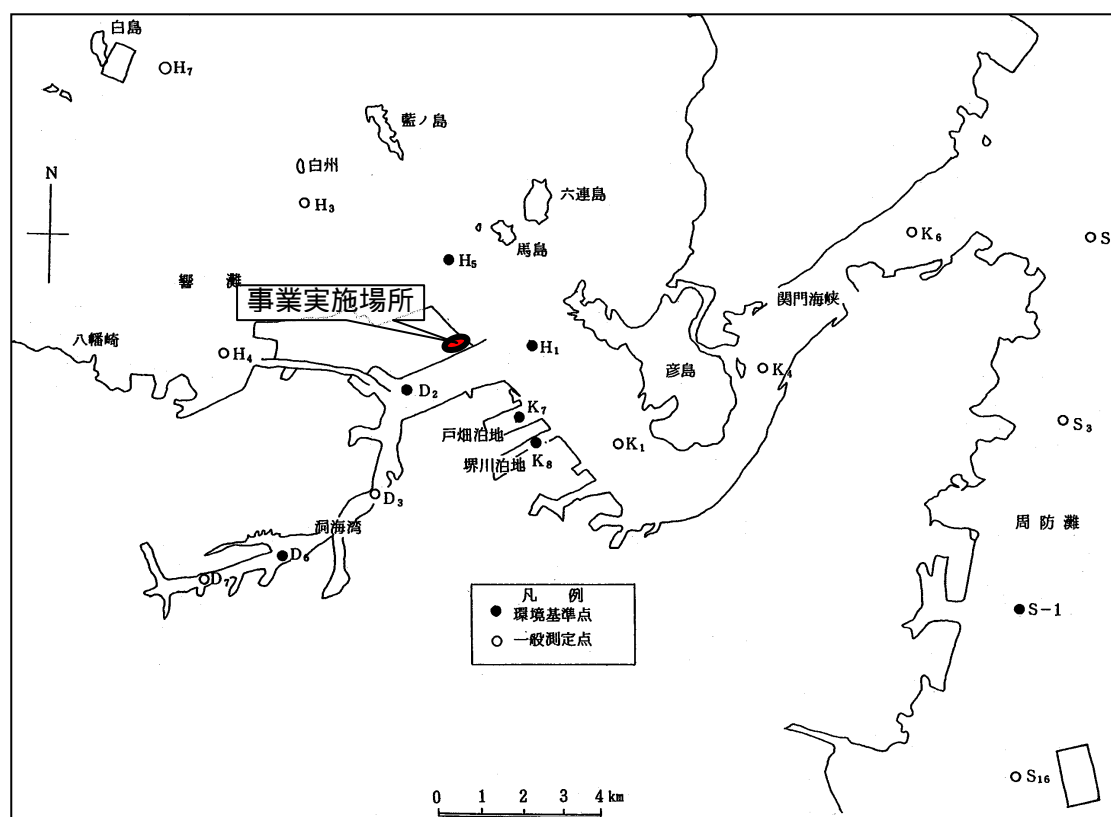 白島
H₇
藍ノ島
白州
H₃
六連島
馬島
N
K₆
S
H₅
響灘
事業実施場所
関門海峡
八幡崎
H₄
H₁
彦島
K₄
D₂
K₇
戸畑泊地
S₃
堺川泊地
K₈
K₁
D₃
洞海湾
周防灘
D₆
D₇
凡例
● 環境基準点
○ 一般測定点
S-1
S₁₆
0 1 2 3 4 km